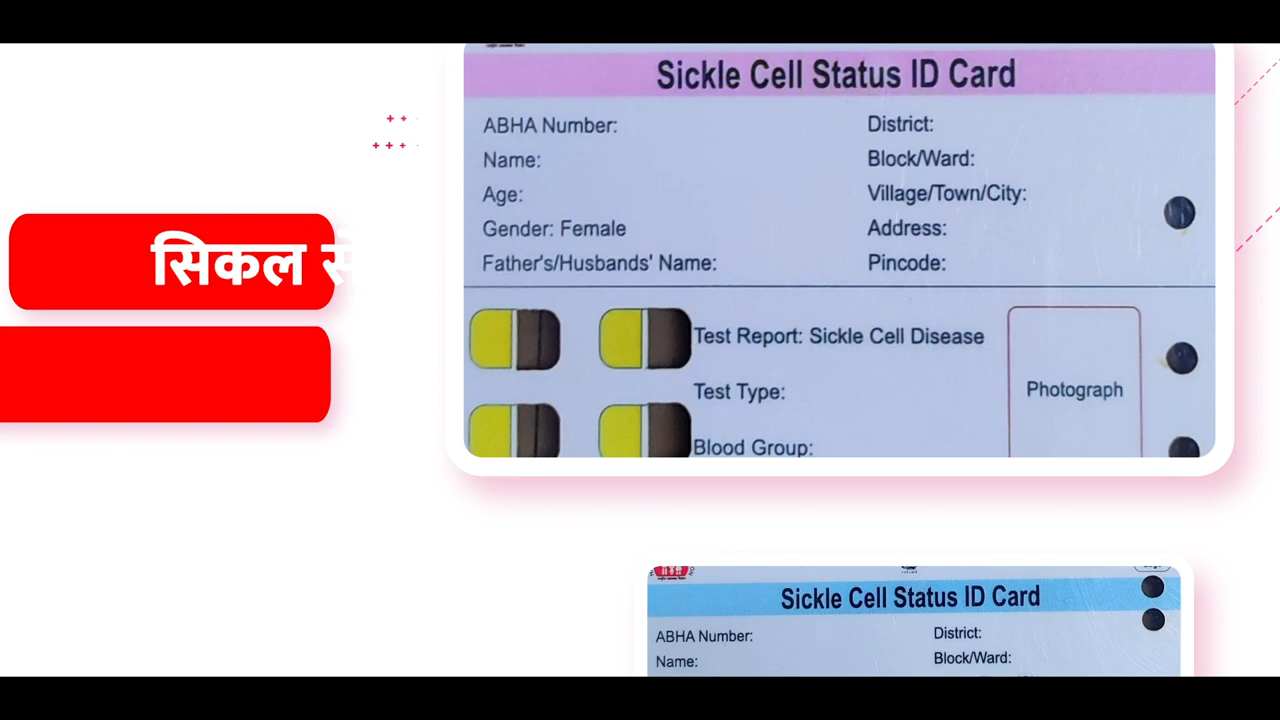 सिकल से
Sickle Cell Status ID Card
ABHA Number:
District:
Name:
Block/Ward:
Age:
Village/Town/City:
Gender: Female
Address:
Father's/Husbands' Name:
Pincode:
Test Report: Sickle Cell Disease
Test Type:
Photograph
Blood Group:
Sickle Cell Status ID Card
ABHA Number:
District:
Name:
Block/Ward: